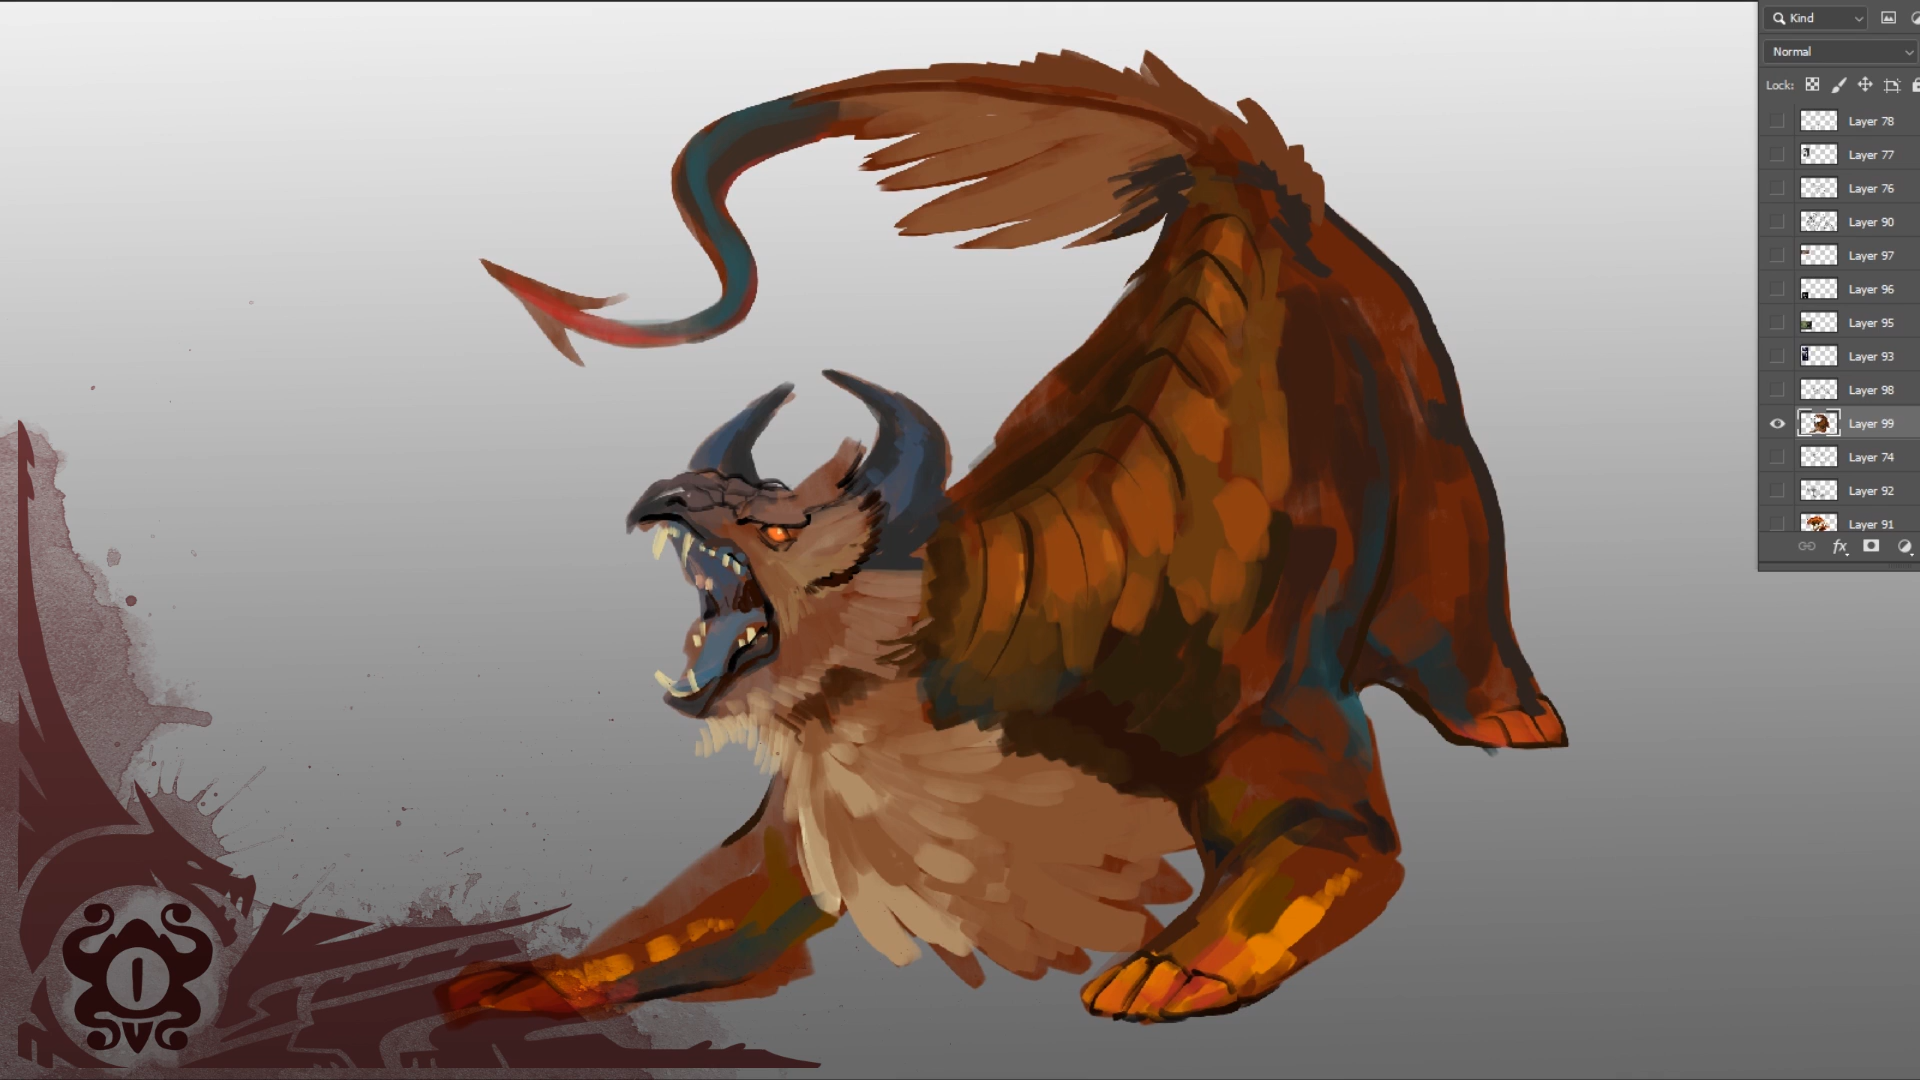 Kind
Normal
Lock:
Layer 78
Layer 77
Layer 76
Layer 90
Layer 97
Layer 96
Layer 95
Layer 93
Layer 98
Layer 99
Layer 74
Layer 92
Layer 91
fx